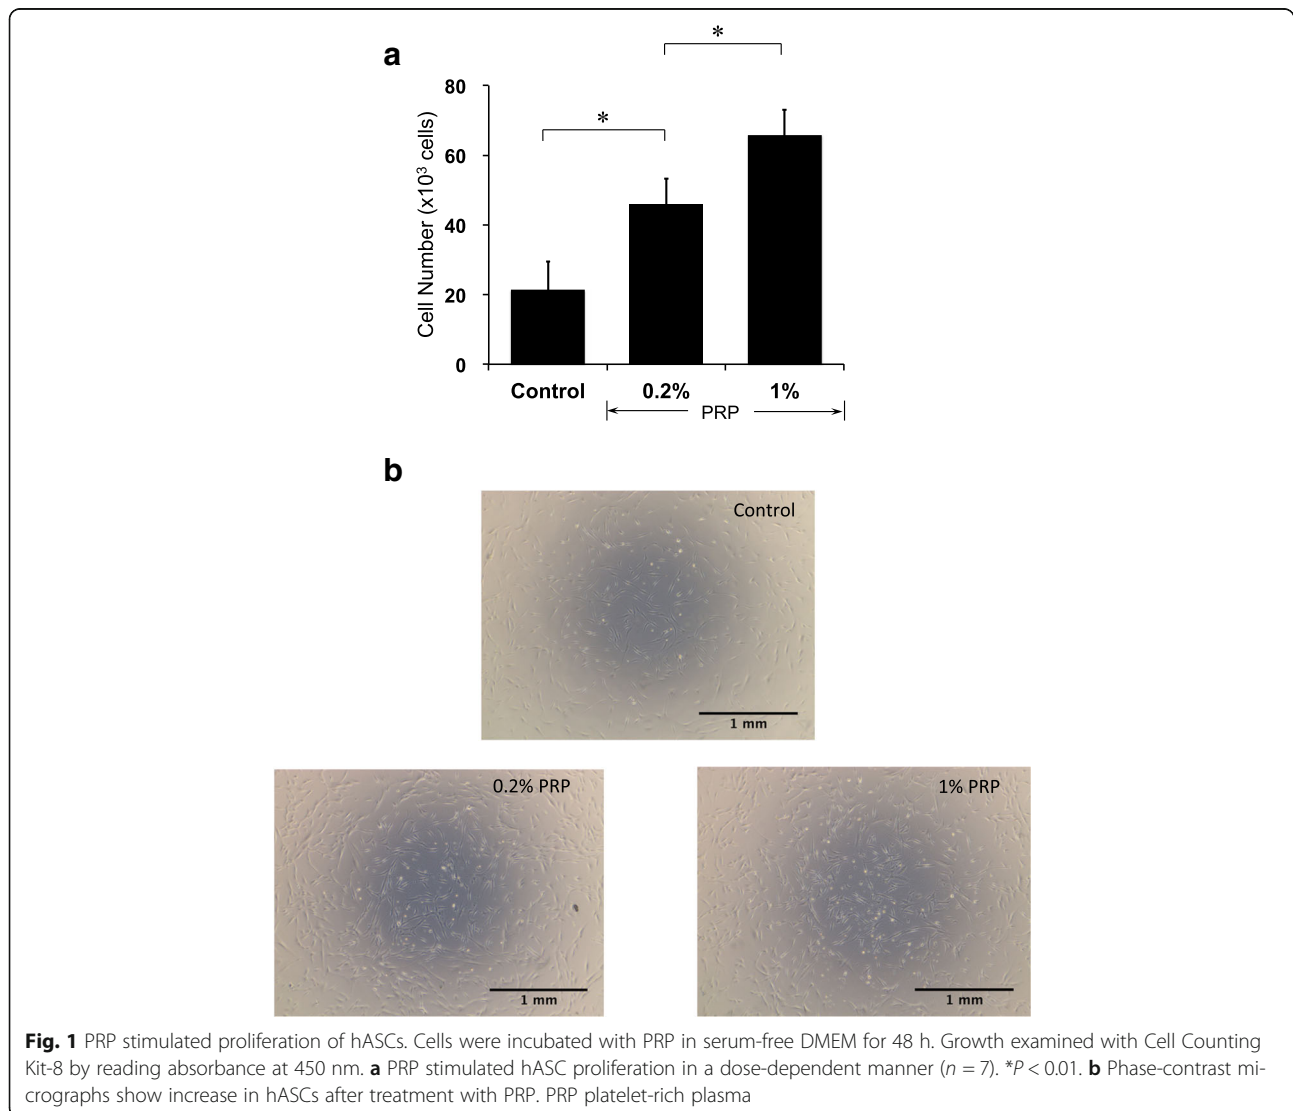 a
*
*
80
60
40
20
0
Cell Number (x10³ cells)
Control 0.2% 1%
PRP
b
Control
1 mm
0.2% PRP
1 mm
1% PRP
1 mm
Fig. 1 PRP stimulated proliferation of hASCs. Cells were incubated with PRP in serum-free DMEM for 48 h. Growth examined with Cell Counting
Kit-8 by reading absorbance at 450 nm. a PRP stimulated hASC proliferation in a dose-dependent manner (n = 7). *P < 0.01. b Phase-contrast mi-
crographs show increase in hASCs after treatment with PRP. PRP platelet-rich plasma